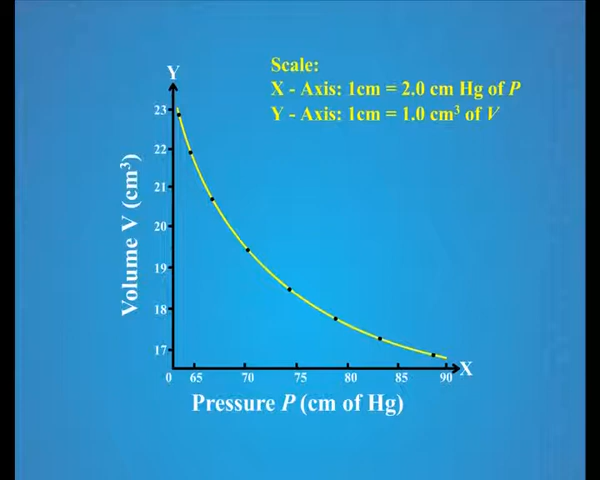 Scale:
X - Axis: 1cm = 2.0 cm Hg of P
Y - Axis: 1cm = 1.0 cm³ of V
Y
23
22
21
20
19
18
17
Volume V (cm³)
0 65 70 75 80 85 90 X
Pressure P (cm of Hg)